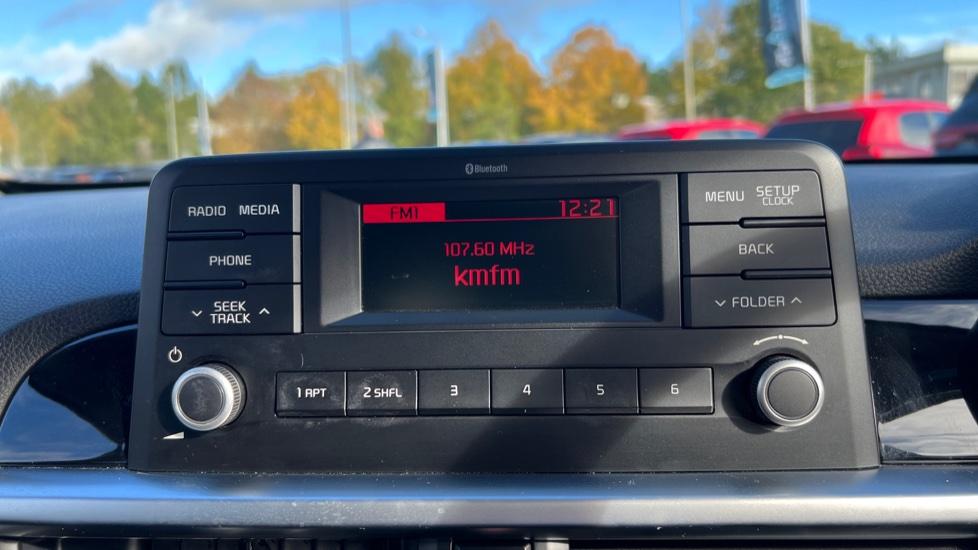 Bluetooth
RADIO MEDIA
PHONE
SEEK
TRACK
FM1 12:21
107.60 MHz
kmfm
MENU SETUP
CLOCK
BACK
FOLDER
1 RPT 2 SHFL 3 4 5 6